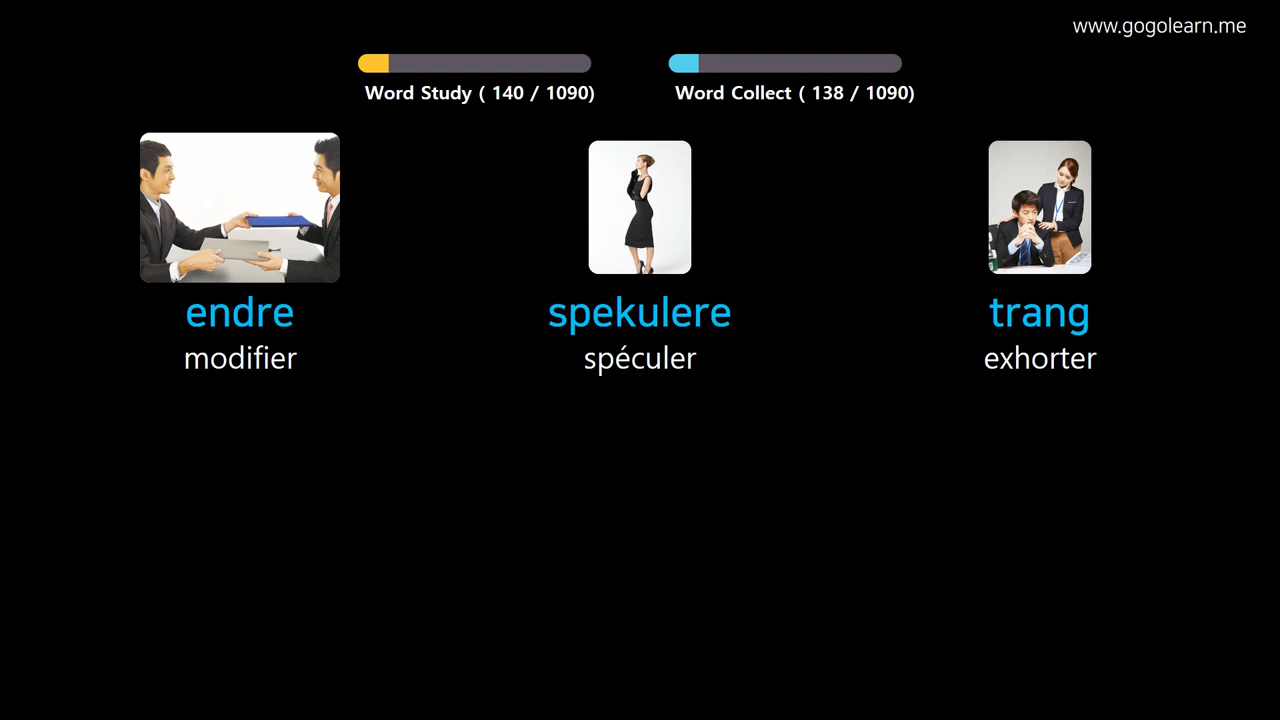 www.gogolearn.me
Word Study ( 140 / 1090)
Word Collect ( 138 / 1090)
endre
modifier
spekulere
spéculer
trang
exhorter